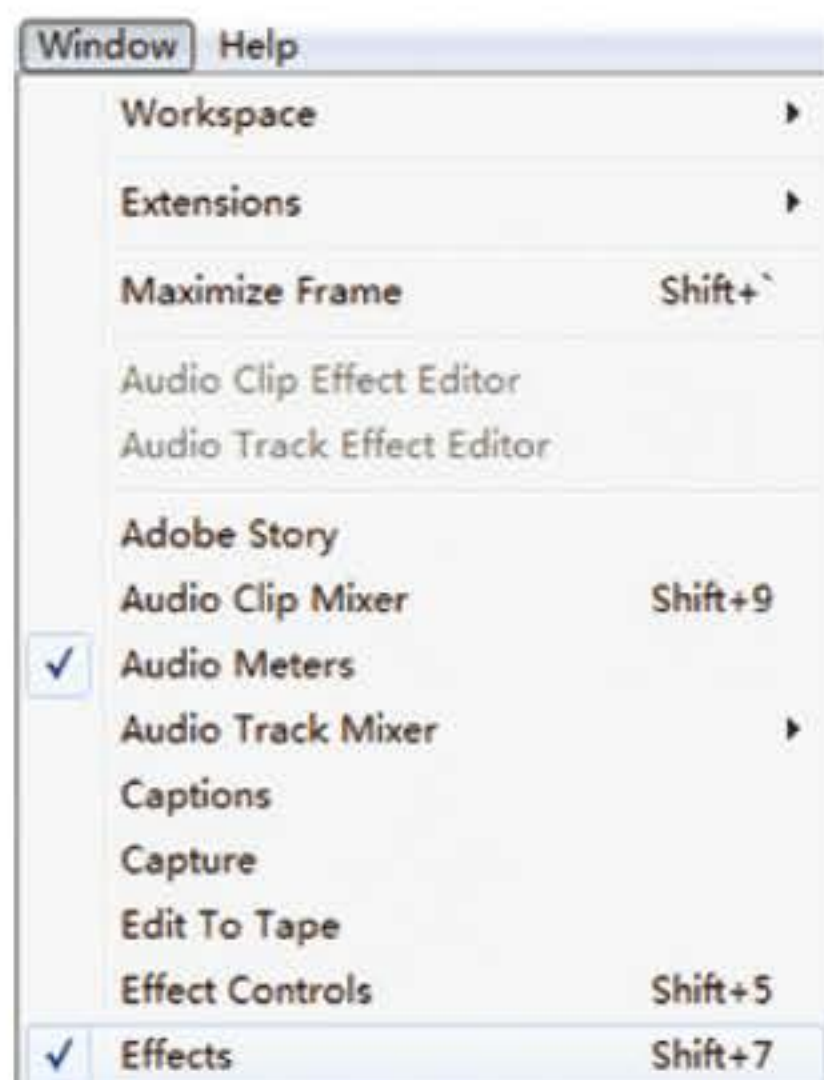 Window Help
Workspace
Extensions
Maximize Frame Shift+`
Audio Clip Effect Editor
Audio Track Effect Editor
Adobe Story
Audio Clip Mixer Shift+9
Audio Meters
Audio Track Mixer
Captions
Capture
Edit To Tape
Effect Controls Shift+5
Effects Shift+7